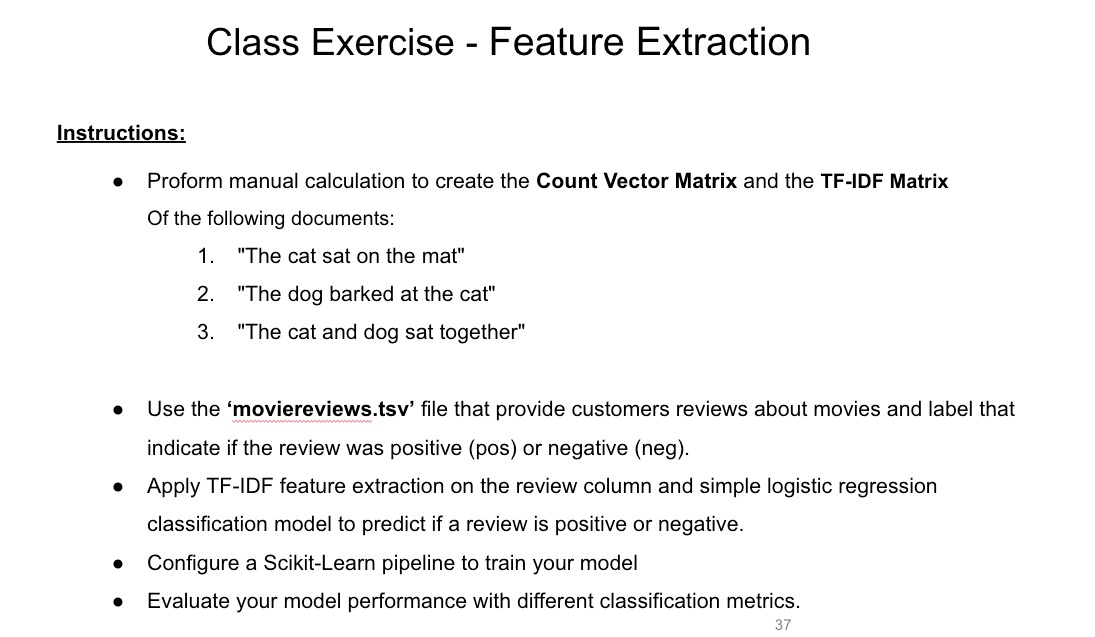 Class Exercise - Feature Extraction
Instructions:
● Proform manual calculation to create the Count Vector Matrix and the TF-IDF Matrix
Of the following documents:
1. "The cat sat on the mat"
2. "The dog barked at the cat"
3. "The cat and dog sat together"
● Use the ‘moviereviews.tsv’ file that provide customers reviews about movies and label that
indicate if the review was positive (pos) or negative (neg).
● Apply TF-IDF feature extraction on the review column and simple logistic regression
classification model to predict if a review is positive or negative.
● Configure a Scikit-Learn pipeline to train your model
● Evaluate your model performance with different classification metrics.
37